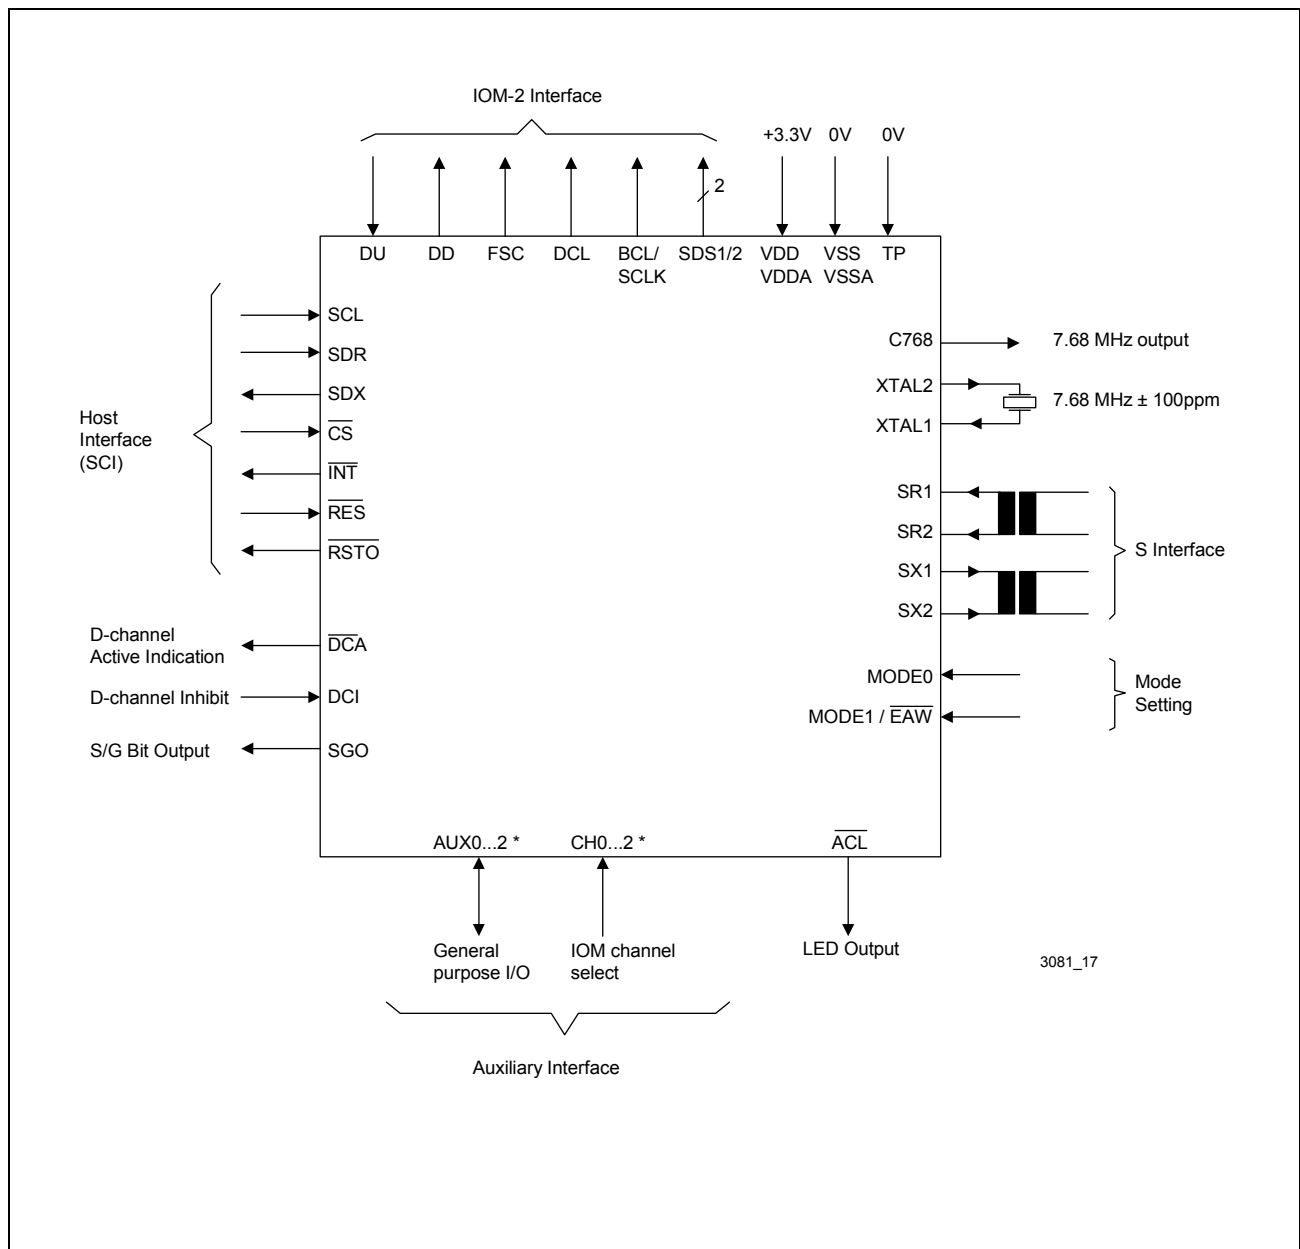 IOM-2 Interface
+3.3V 0V 0V
2
DU DD FSC DCL BCL/ SDS1/2 VDD VSS TP
SCLK VDDA VSSA
SCL
SDR
SDX
CS
INT
RES
RSTO
Host
Interface
(SCI)
C768 7.68 MHz output
XTAL2
7.68 MHz ± 100ppm
XTAL1
SR1
SR2
SX1
SX2
S Interface
D-channel
Active Indication
DCA
D-channel Inhibit DCI
S/G Bit Output SGO
MODE0
MODE1 / EAW
Mode
Setting
AUX0...2 * CH0...2 * ACL
General
purpose I/O
IOM channel
select
LED Output
3081_17
Auxiliary Interface